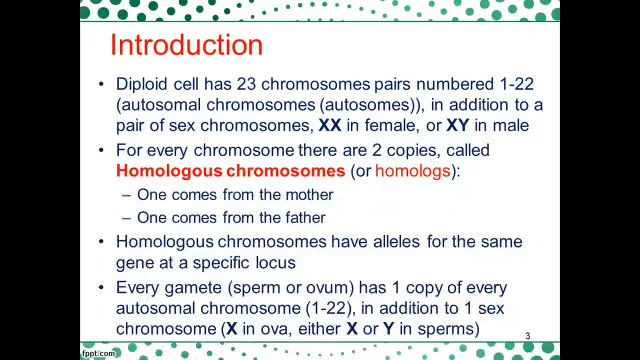 Introduction
• Diploid cell has 23 chromosomes pairs numbered 1-22
(autosomal chromosomes (autosomes)), in addition to a
pair of sex chromosomes, XX in female, or XY in male
• For every chromosome there are 2 copies, called
Homologous chromosomes (or homologs):
– One comes from the mother
– One comes from the father
• Homologous chromosomes have alleles for the same
gene at a specific locus
• Every gamete (sperm or ovum) has 1 copy of every
autosomal chromosome (1-22), in addition to 1 sex
chromosome (X in ova, either X or Y in sperms)
3
fppt.com